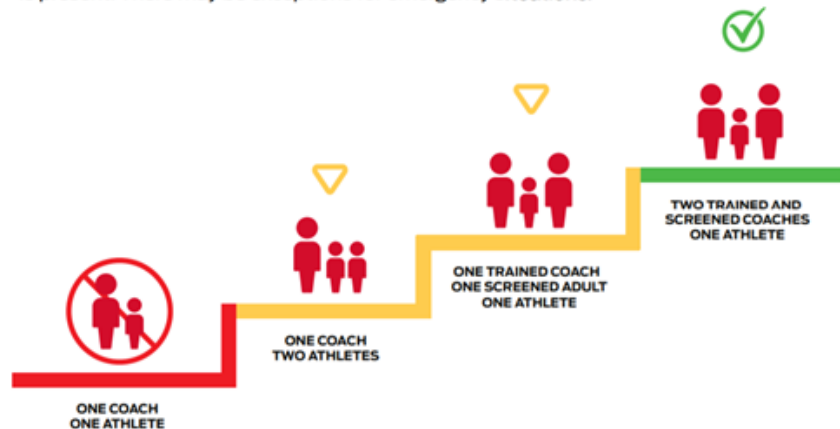 ONE COACH
ONE ATHLETE
ONE COACH
TWO ATHLETES
ONE TRAINED COACH
ONE SCREENED ADULT
ONE ATHLETE
TWO TRAINED AND
SCREENED COACHES
ONE ATHLETE